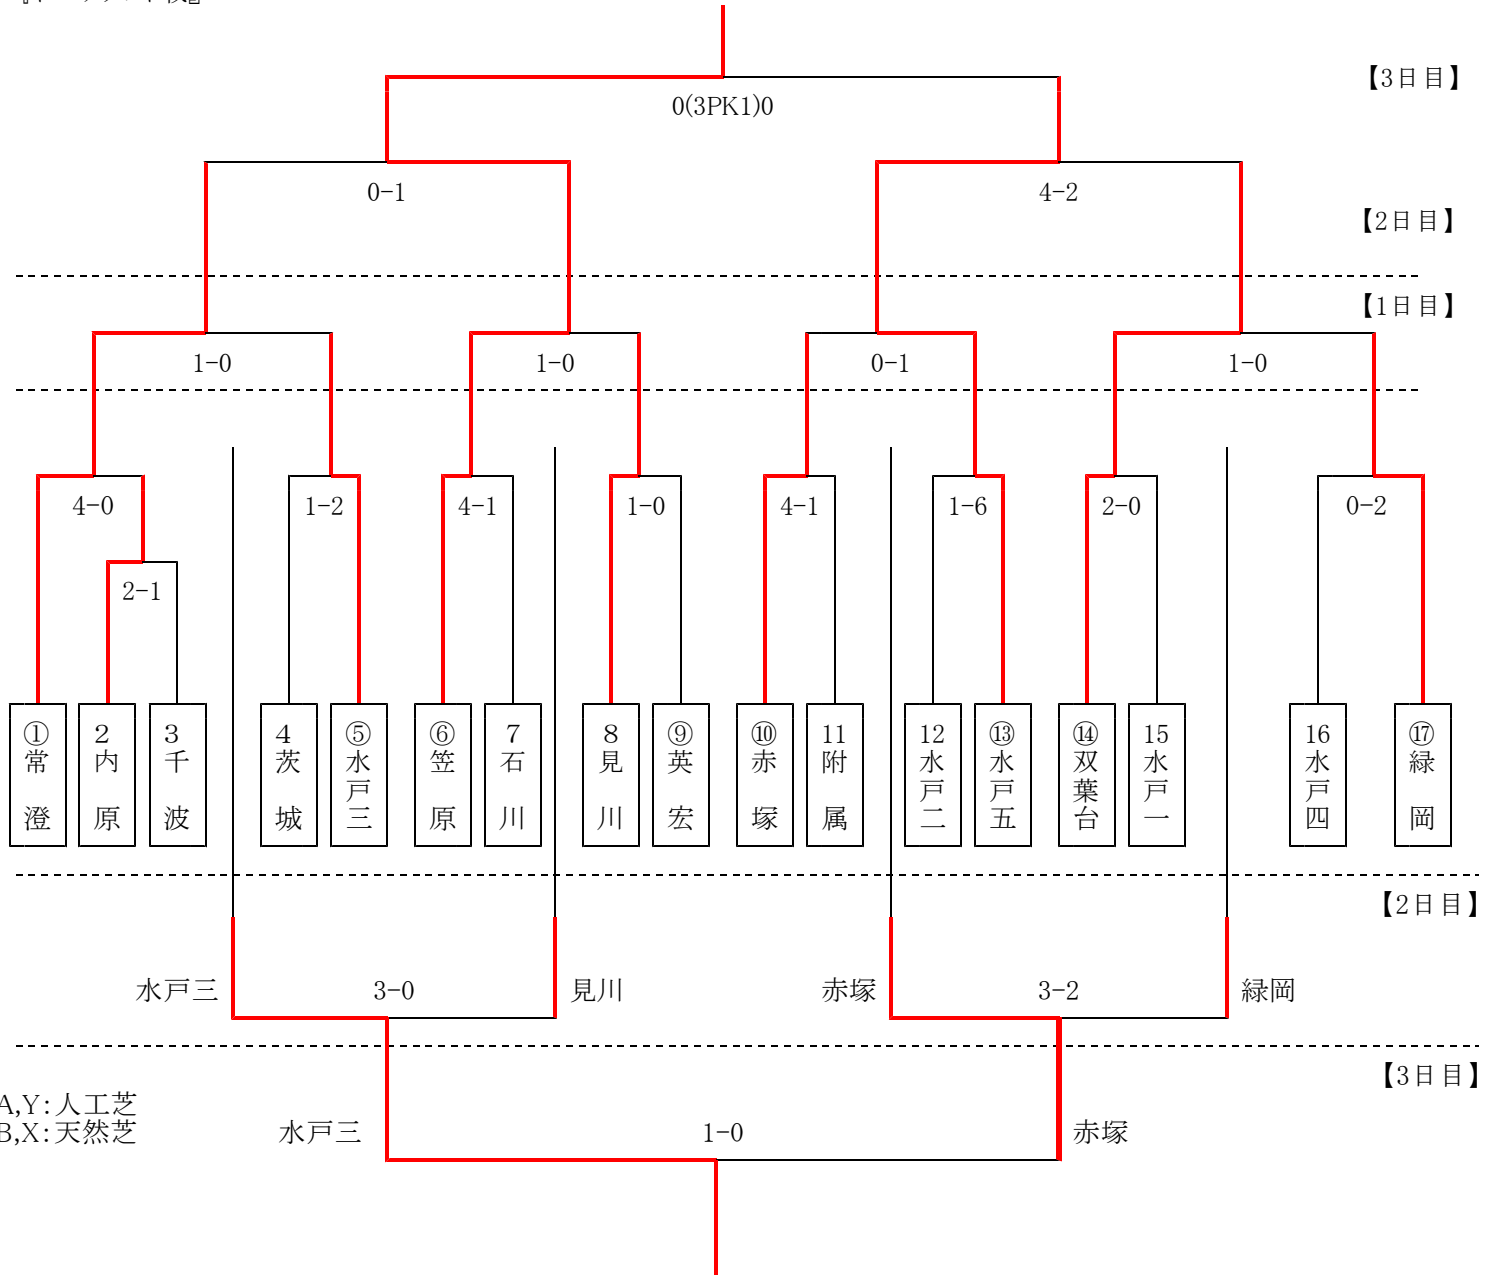 【3日目】
0(3PK1)0
0-1
4-2
【2日目】
【1日目】
1-0
1-0
0-1
1-0
4-0
1-2
4-1
1-0
4-1
1-6
2-0
0-2
2-1
①常澄
2内原
3千波
4茨城
⑤水戸三
⑥笠原
7石川
8見川
⑨英宏
⑩赤塚
11附属
12水戸二
⑬水戸五
⑭双葉台
15水戸一
16水戸四
⑰緑岡
【2日目】
水戸三
3-0
見川
赤塚
3-2
緑岡
【3日目】
A,Y:人工芝
B,X:天然芝
水戸三
1-0
赤塚